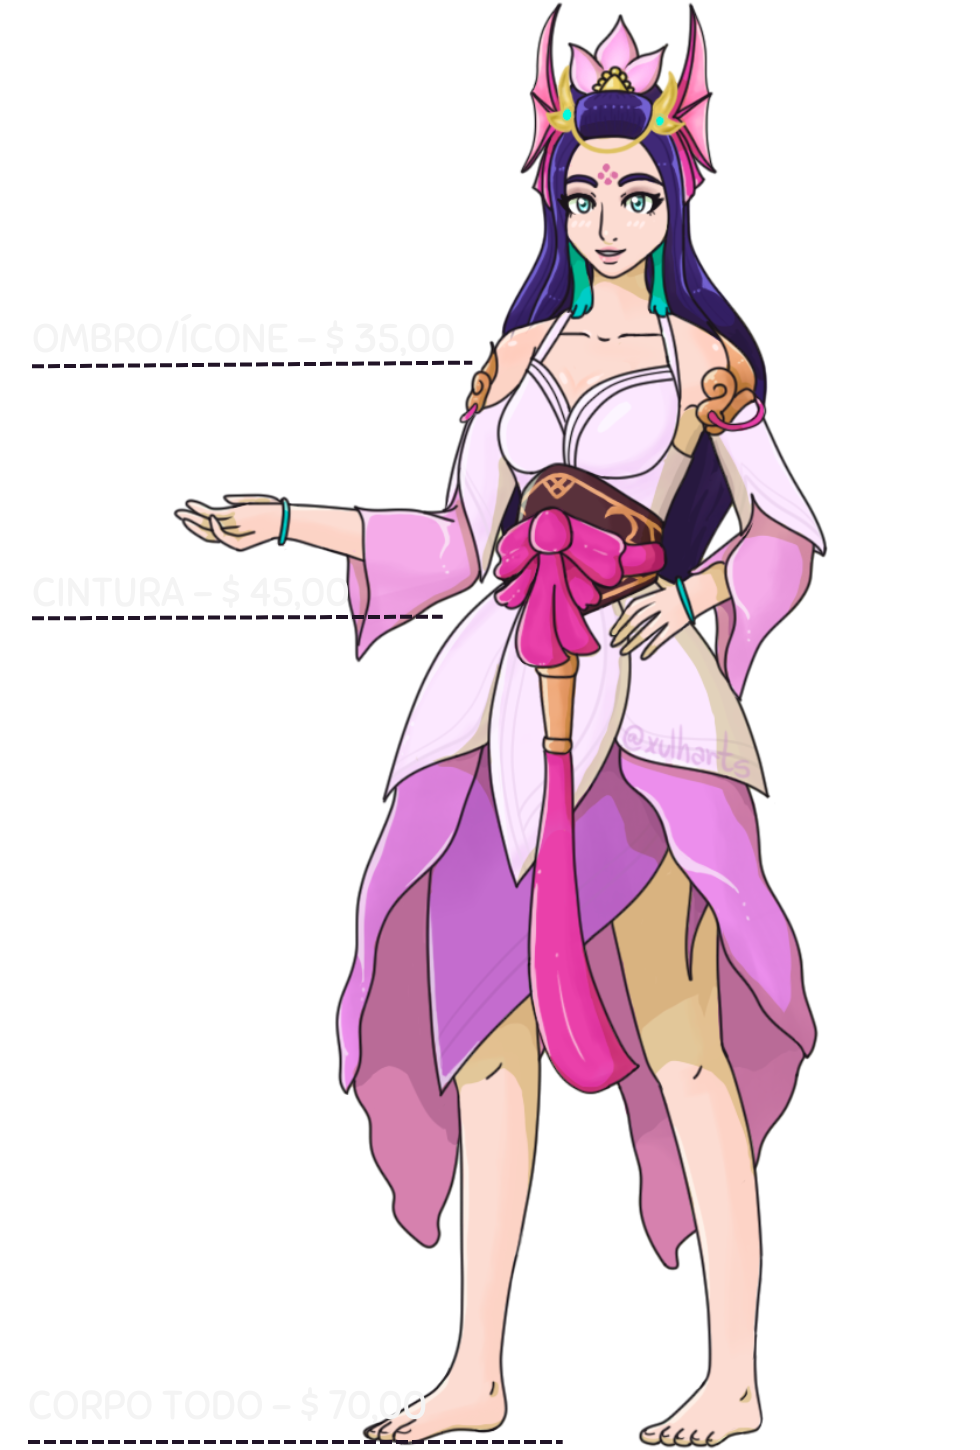 OMBRO/ÍCONE – $ 35,00
CINTURA – $ 45,00
@xulharts
CORPO TODO – $ 70,00